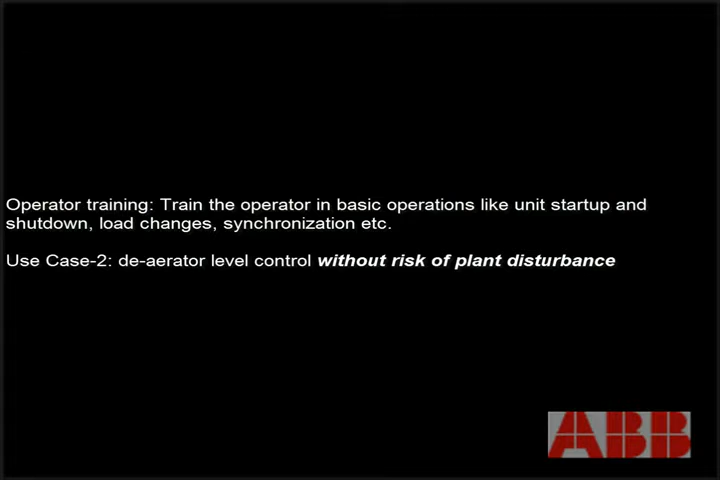 Operator training: Train the operator in basic operations like unit startup and
shutdown, load changes, synchronization etc.
Use Case-2: de-aerator level control without risk of plant disturbance
ABB